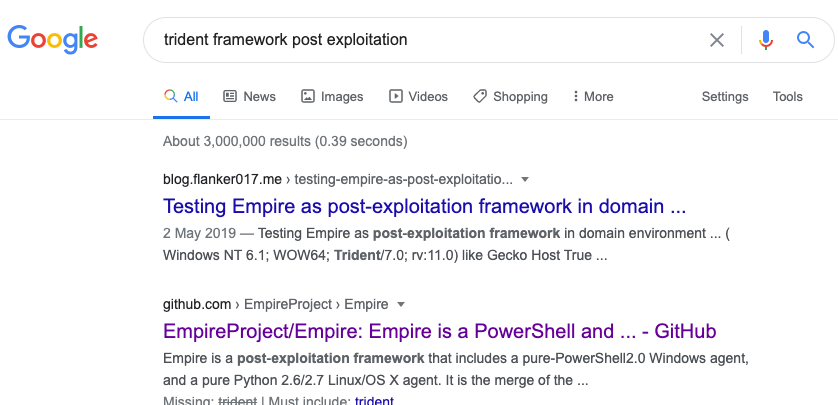 Google
trident framework post exploitation
All News Images Videos Shopping More Settings Tools
About 3,000,000 results (0.39 seconds)
blog.flanker017.me › testing-empire-as-post-exploitatio...
Testing Empire as post-exploitation framework in domain ...
2 May 2019 — Testing Empire as post-exploitation framework in domain environment ... (
Windows NT 6.1; WOW64; Trident/7.0; rv:11.0) like Gecko Host True ...
github.com › EmpireProject › Empire
EmpireProject/Empire: Empire is a PowerShell and ... - GitHub
Empire is a post-exploitation framework that includes a pure-PowerShell2.0 Windows agent,
and a pure Python 2.6/2.7 Linux/OS X agent. It is the merge of the ...
Missing: trident | Must include: trident